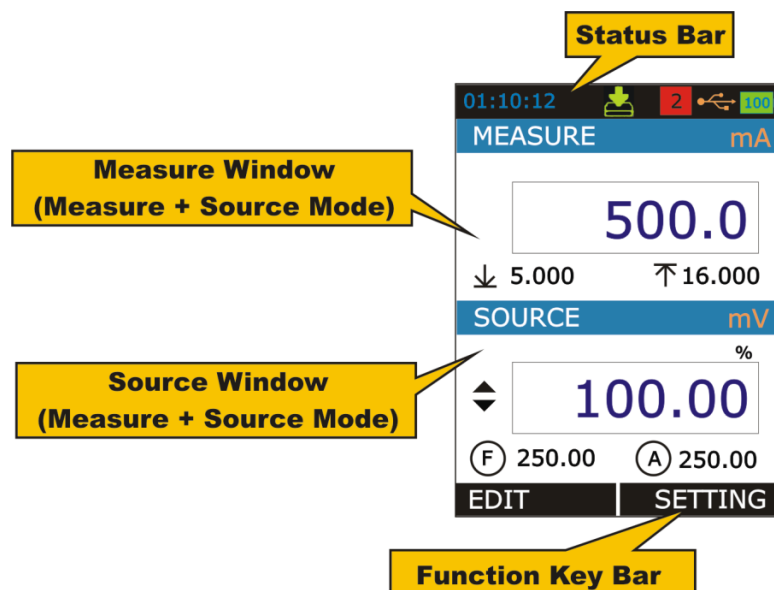 Status Bar
01:10:12 2 100
MEASURE mA
Measure Window
(Measure + Source Mode)
500.0
5.000 16.000
SOURCE mV
%
Source Window
(Measure + Source Mode)
100.00
F 250.00 A 250.00
EDIT SETTING
Function Key Bar